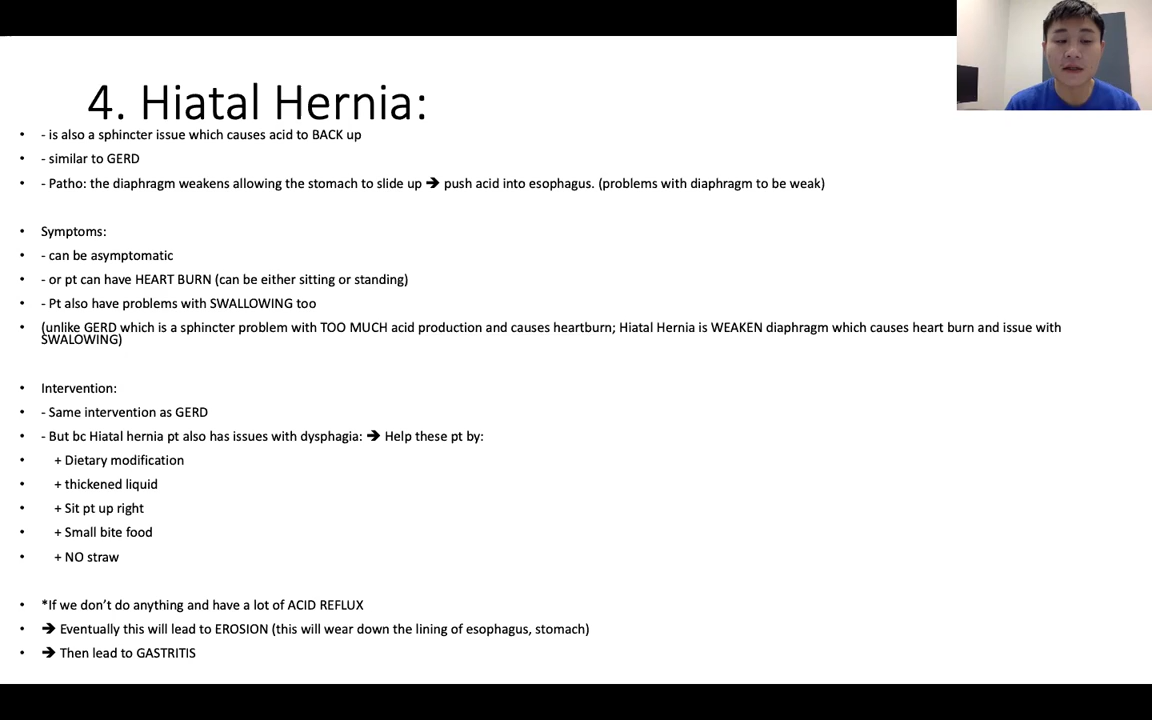 4. Hiatal Hernia:
• - is also a sphincter issue which causes acid to BACK up
• - similar to GERD
• - Patho: the diaphragm weakens allowing the stomach to slide up ➔ push acid into esophagus. (problems with diaphragm to be weak)
• Symptoms:
• - can be asymptomatic
• - or pt can have HEART BURN (can be either sitting or standing)
• - Pt also have problems with SWALLOWING too
• (unlike GERD which is a sphincter problem with TOO MUCH acid production and causes heartburn; Hiatal Hernia is WEAKEN diaphragm which causes heart burn and issue with
SWALOWING)
• Intervention:
• - Same intervention as GERD
• - But bc Hiatal hernia pt also has issues with dysphagia: ➔ Help these pt by:
• + Dietary modification
• + thickened liquid
• + Sit pt up right
• + Small bite food
• + NO straw
• *If we don't do anything and have a lot of ACID REFLUX
• ➔ Eventually this will lead to EROSION (this will wear down the lining of esophagus, stomach)
• ➔ Then lead to GASTRITIS